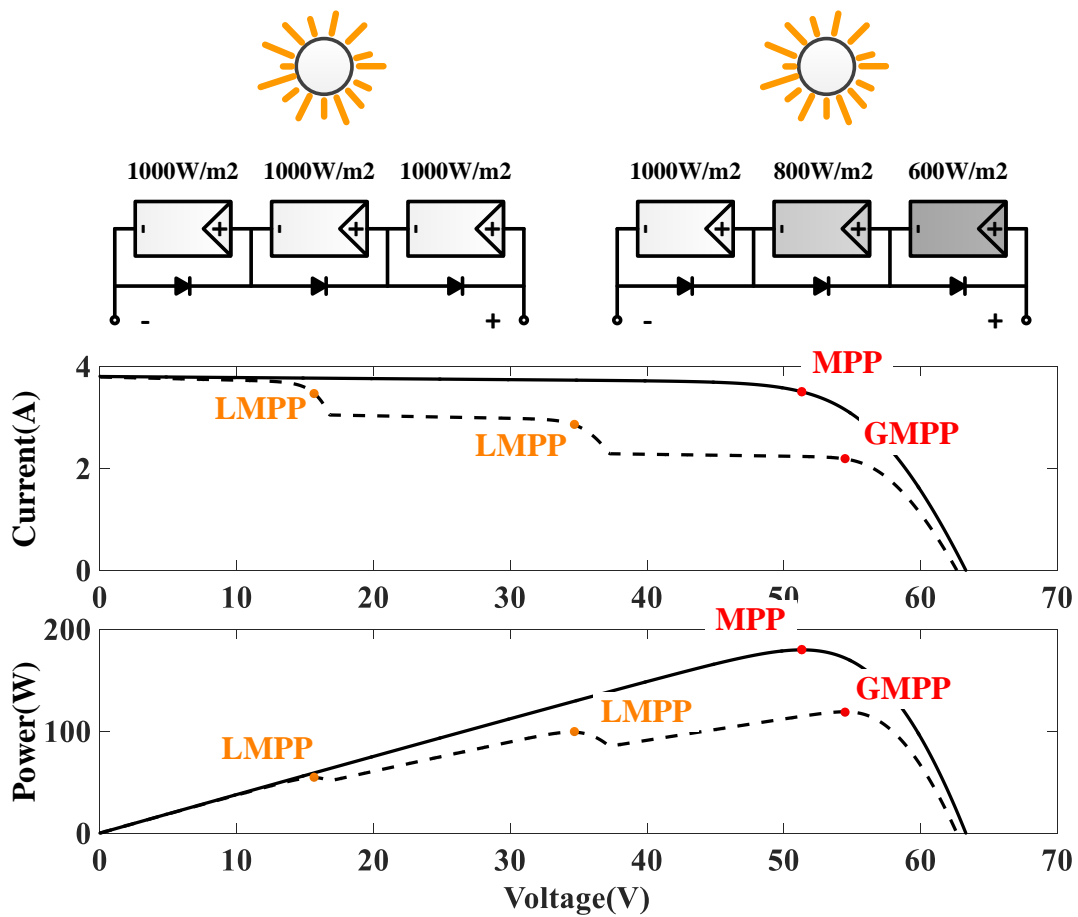 1000W/m2 1000W/m2 1000W/m2
1000W/m2 800W/m2 600W/m2
- + - + - +
- + - + - +
- +
- +
Current(A)
4
2
0
MPP
GMPP
LMPP
LMPP
0 10 20 30 40 50 60 70
Power(W)
200
100
0
MPP
GMPP
LMPP
LMPP
0 10 20 30 40 50 60 70
Voltage(V)